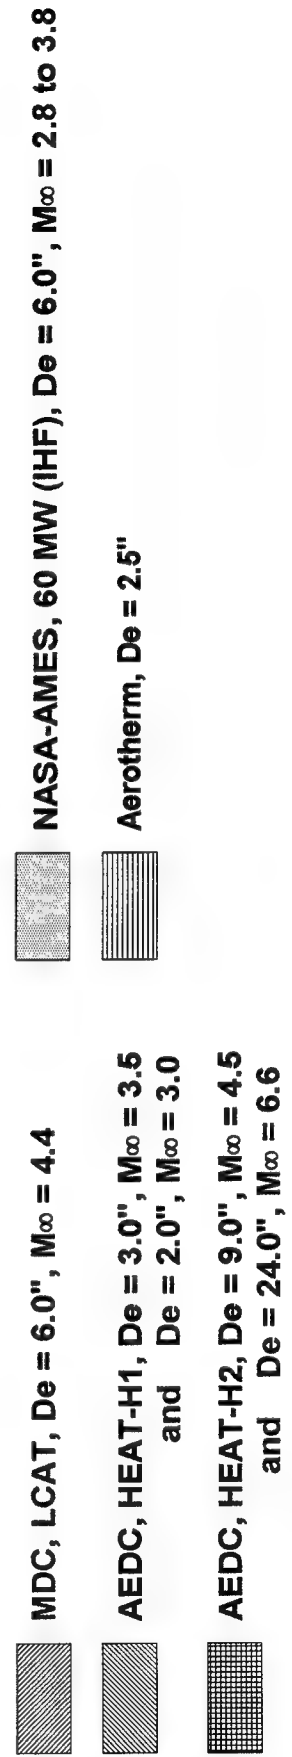 MDC, LCAT, De = 6.0", M∞ = 4.4
AEDC, HEAT-H1, De = 3.0", M∞ = 3.5
and De = 2.0", M∞ = 3.0
AEDC, HEAT-H2, De = 9.0", M∞ = 4.5
and De = 24.0", M∞ = 6.6
NASA-AMES, 60 MW (IHF), De = 6.0", M∞ = 2.8 to 3.8
Aerotherm, De = 2.5"